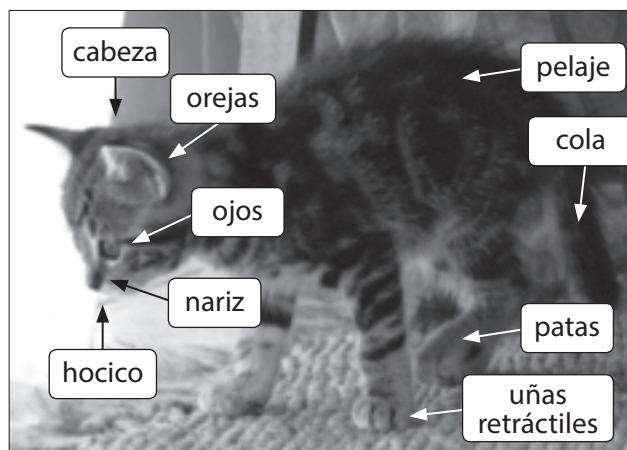 cabeza
pelaje
orejas
cola
ojos
nariz
patas
hocico
uñas
retráctiles